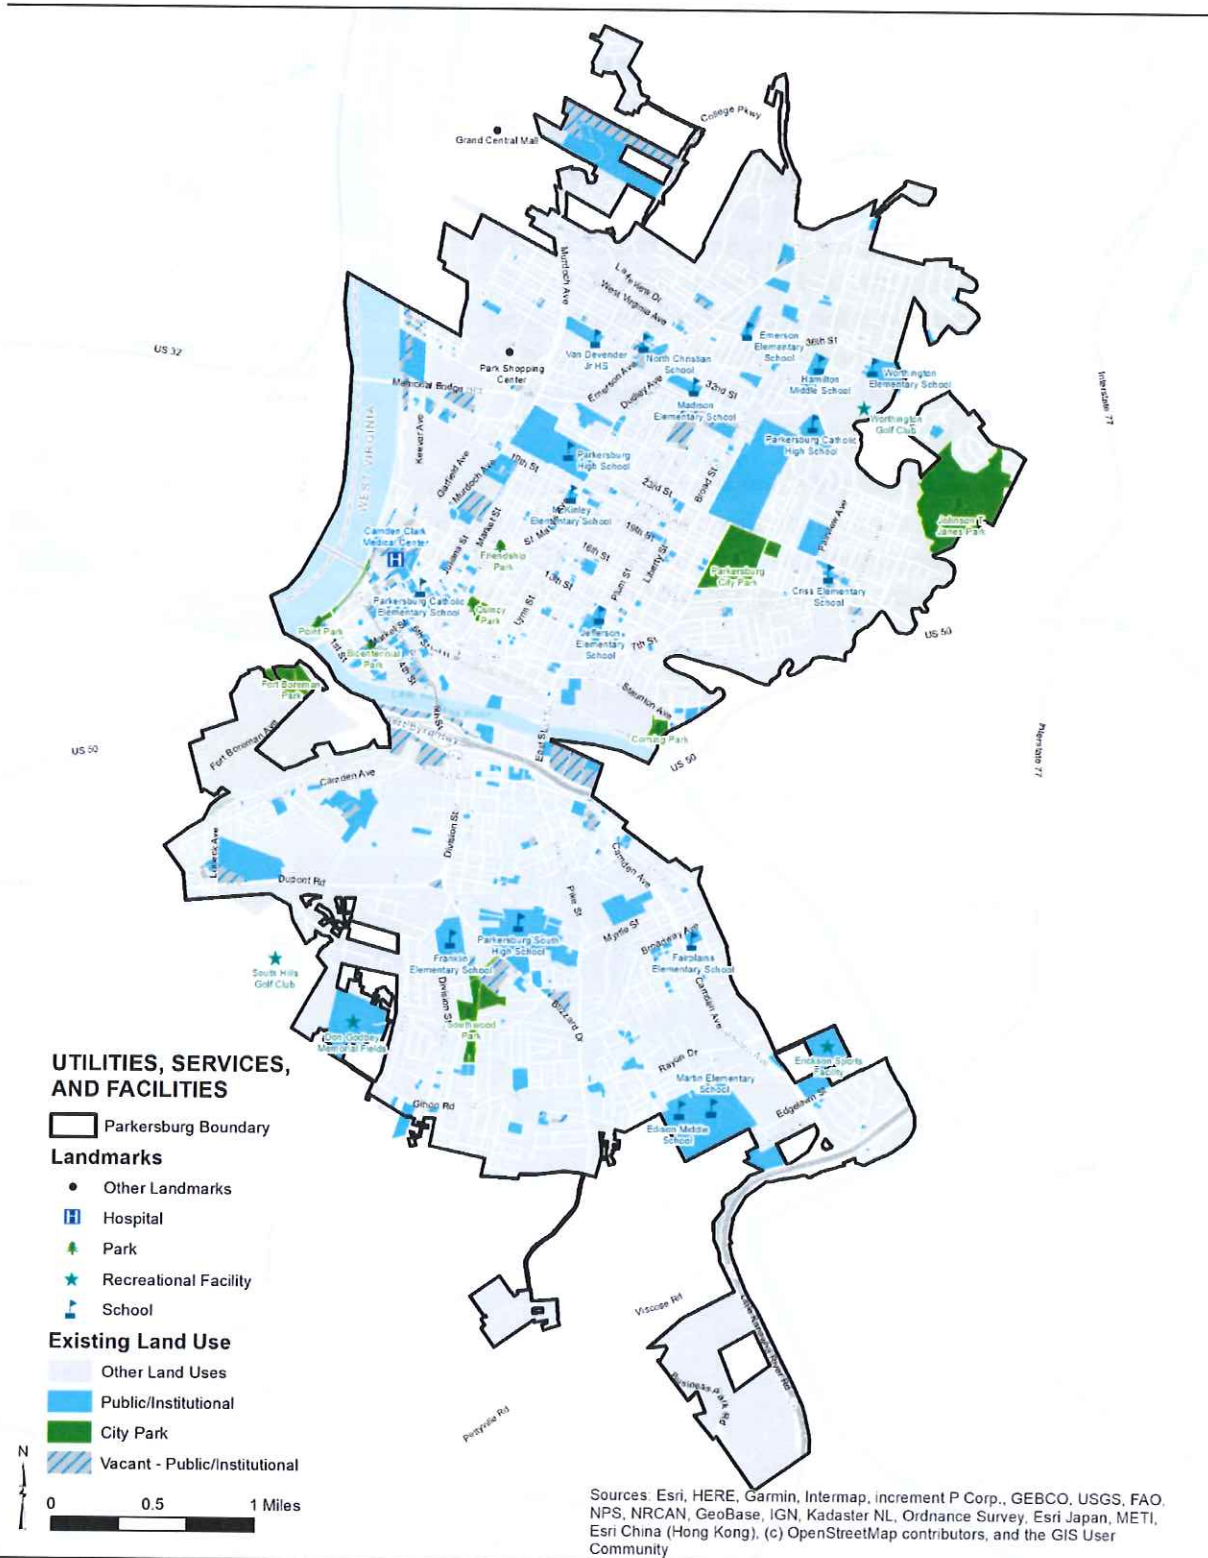 College Pkwy
Grand Central Mall
Murdoch Ave
Lakeview Dr
West Virginia Ave
US 32
Emerson
Elementary
School
36th St
Van Devender
Jr HS
North Christian
School
Park Shopping
Center
Hamilton
Middle School
Worthington
Elementary School
Interstate 77
Memorial Bridge
Emerson Ave
Dudley Ave
32nd St
Madison
Elementary School
Worthington
Golf Club
WEST VIRGINIA
Keever Ave
Parkersburg Catholic
High School
Parkersburg
High School
Garfield Ave
Murdoch Ave
19th St
23rd St
Broad St
Market St
McKinley
Elementary School
19th St
Fairview Ave
Johnson T
Janes Park
Camden Clark
Medical Center
Juliana St
Friendship
Park
16th St
Liberty St
Parkersburg
City Park
13th St
Plum St
Criss Elementary
School
Parkersburg Catholic
Elementary School
Quincy
Park
Lynn St
Point Park
Market St
5th St
Jefferson
Elementary
School
7th St
US 50
1st St
Bicentennial
Park
4th St
Fort Boreman
Park
Staunton Ave
Corning Park
US 50
East St
Fort Boreman Ave
US 50
Interstate 77
Camden Ave
Division St
Camden Ave
Dupont Rd
Pike St
Myrtle St
Broadway Ave
Parkersburg South
High School
Franklin
Elementary School
Fairplains
Elementary School
South Hills
Golf Club
Division St
Camden Ave
Blizzard Dr
Southwood
Park
Don Godbey
Memorial Fields
Rayon Dr
Erickson Sports
Facility
Martin Elementary
School
Edgelawn St
Gihon Rd
Edison Middle
School
Viscose Rd
Little Kanawha River Rd
Business Park Rd
Pettyville Rd
UTILITIES, SERVICES,
AND FACILITIES
Parkersburg Boundary
Landmarks
Other Landmarks
H Hospital
Park
Recreational Facility
School
Existing Land Use
Other Land Uses
Public/Institutional
City Park
Vacant - Public/Institutional
N
0 0.5 1 Miles
Sources: Esri, HERE, Garmin, Intermap, increment P Corp., GEBCO, USGS, FAO,
NPS, NRCAN, GeoBase, IGN, Kadaster NL, Ordnance Survey, Esri Japan, METI,
Esri China (Hong Kong), (c) OpenStreetMap contributors, and the GIS User
Community